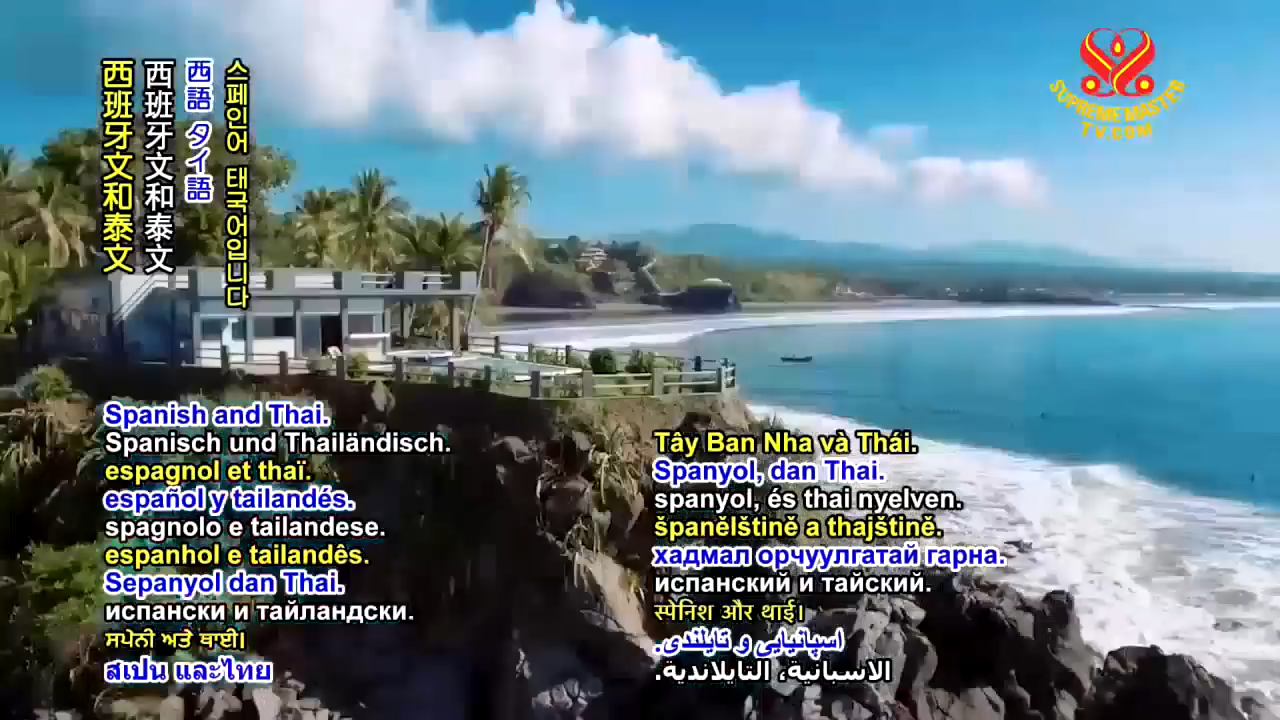 西班牙文和泰文
西班牙文和泰文
西語 タイ語
스페인어 태국어입니다
SUPREME MASTER
TV.COM
Spanish and Thai.
Spanisch und Thailändisch.
espagnol et thaï.
español y tailandés.
spagnolo e tailandese.
espanhol e tailandês.
Sepanyol dan Thai.
испански и тайландски.
ਸਪੇਨੀ ਅਤੇ ਥਾਈ।
สเปน และไทย
Tây Ban Nha và Thái.
Spanyol, dan Thai.
spanyol, és thai nyelven.
španělštině a thajštině.
хадмал орчуулгатай гарна.
испанский и тайский.
स्पेनिश और थाई।
اسپانیایی و تایلندی.
الاسبانية، التايلاندية.